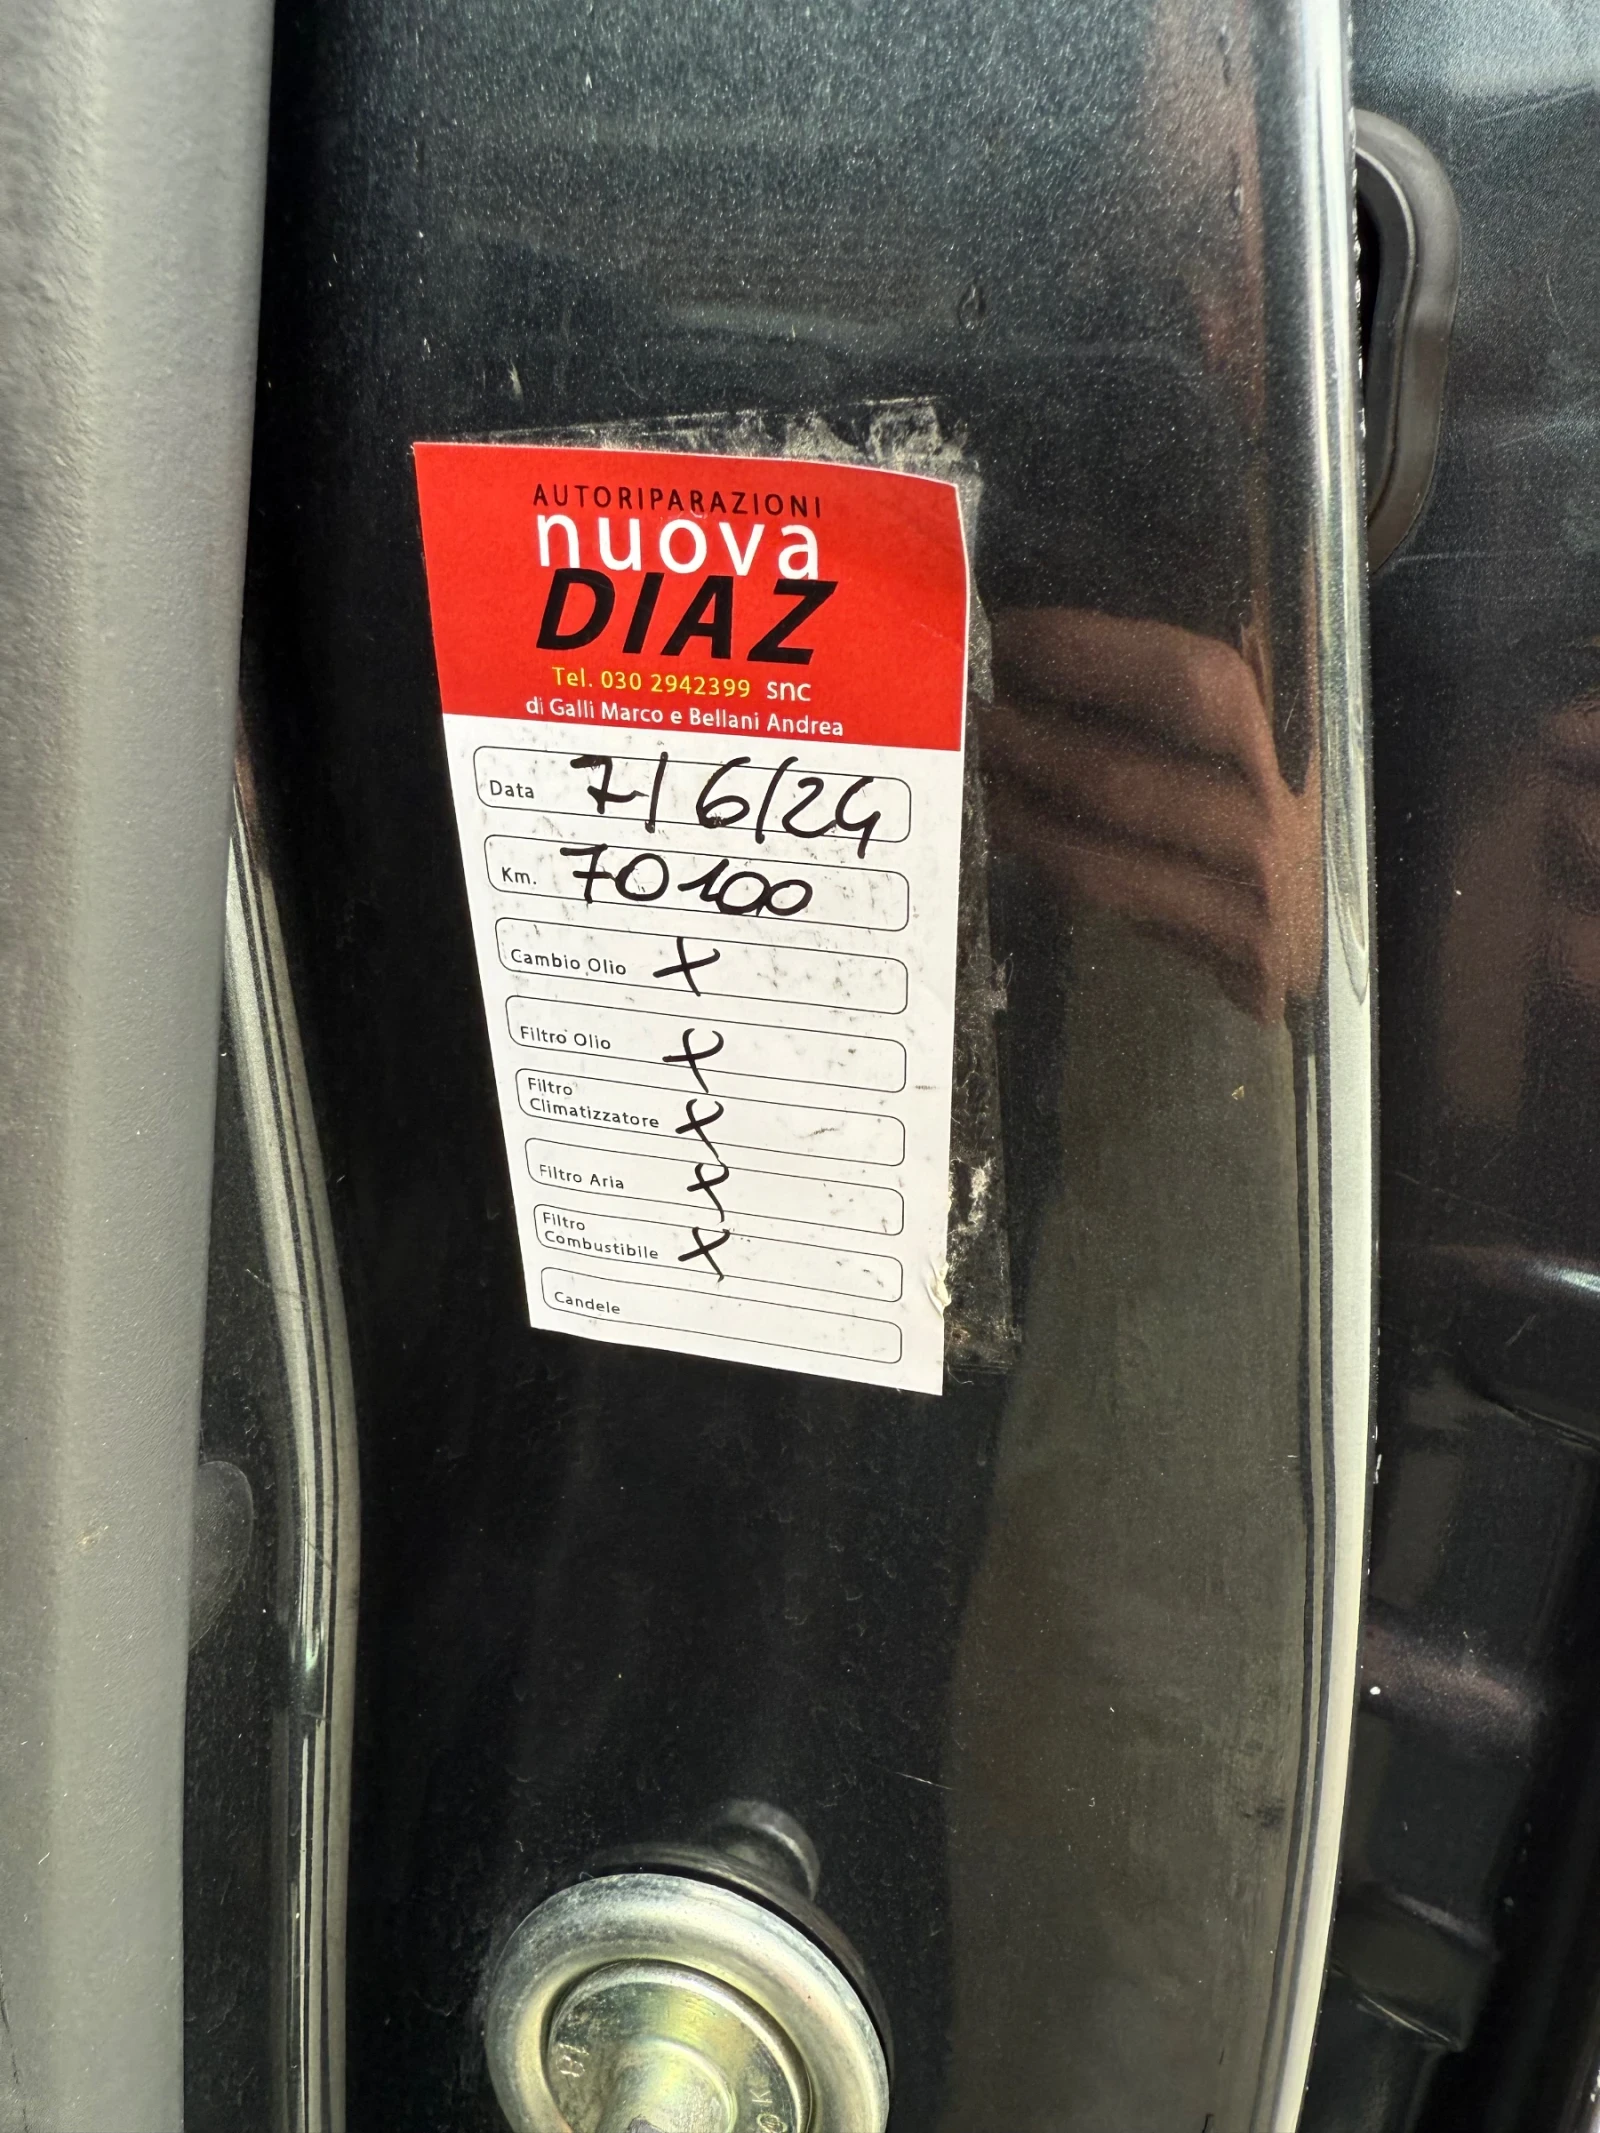 AUTORIPARAZIONI
nuova
DIAZ
Tel. 030 2942399 snc
di Galli Marco e Bellani Andrea
Data 7/6/24
Km. 70100
Cambio Olio X
Filtro Olio X
Filtro
Climatizzatore X
Filtro Aria X
Filtro
Combustibile X
Candele
81
K